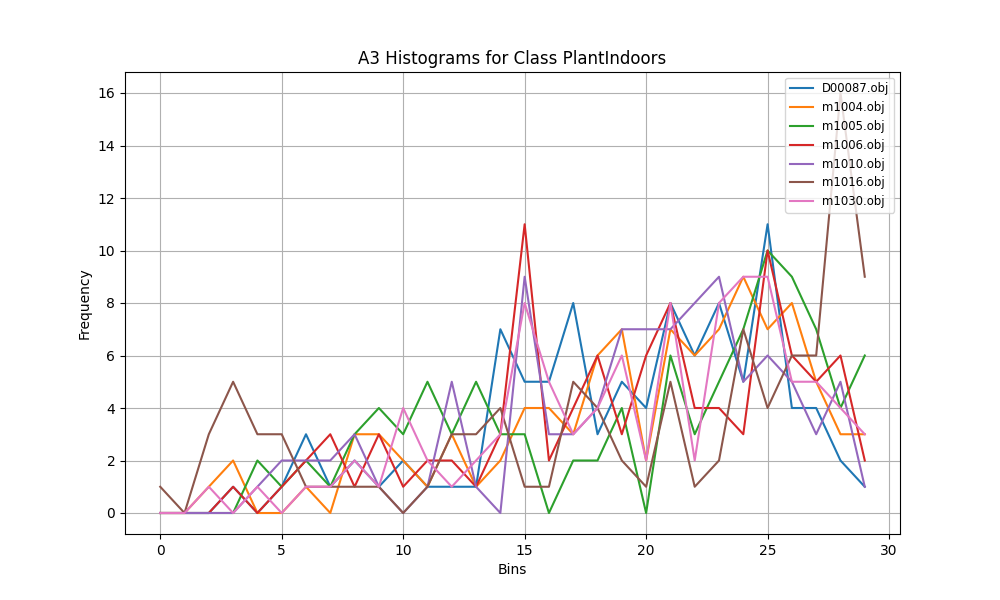 A3 Histograms for Class PlantIndoors
Frequency
16
14
12
10
8
6
4
2
0
D00087.obj
m1004.obj
m1005.obj
m1006.obj
m1010.obj
m1016.obj
m1030.obj
0 5 10 15 20 25 30
Bins